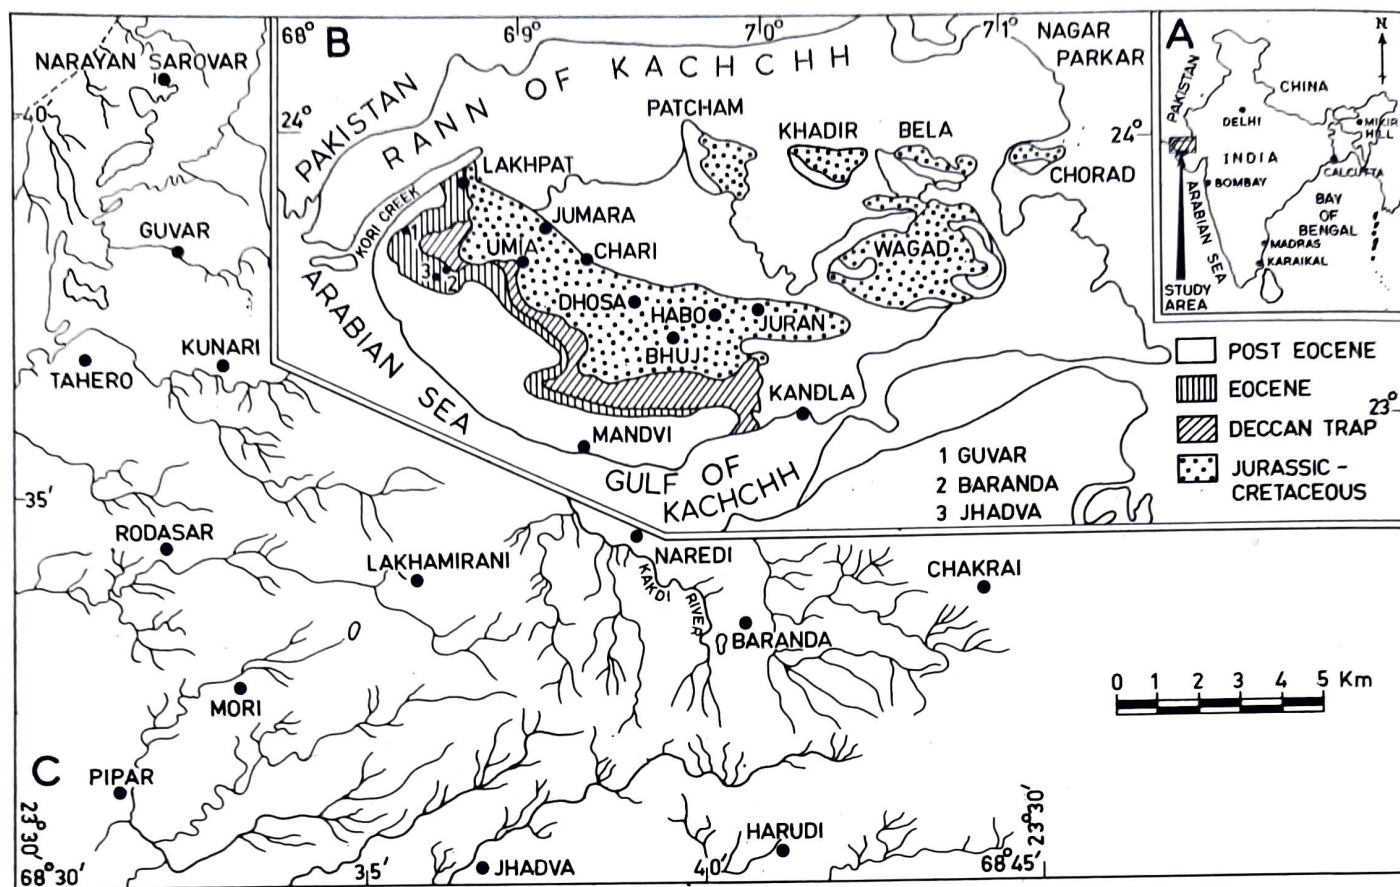 NARAYAN SAROVAR
40'
GUVAR
TAHERO
KUNARI
35'
RODASAR
LAKHAMIRANI
NAREDI
KAKDI
RIVER
BARANDA
CHAKRAI
MORI
C
PIPAR
23°30'
68°30'
35'
JHADVA
40'
HARUDI
68°45'
23°30'
0 1 2 3 4 5 Km
68°
B
69°
70°
71°
NAGAR
PARKAR
PAKISTAN
RANN OF KACHCHH
24°
24°
PATCHAM
KHADIR
BELA
CHORAD
LAKHPAT
KORI CREEK
JUMARA
UMIA
CHARI
WAGAD
1
3
2
DHOSA
HABO
JURAN
BHUJ
KANDLA
MANDVI
ARABIAN SEA
GULF OF
KACHCHH
1 GUVAR
2 BARANDA
3 JHADVA
23°
A
N
PAKISTAN
CHINA
DELHI
MIKIR
HILL
INDIA
CALCUTTA
BOMBAY
ARABIAN SEA
BAY
OF
BENGAL
MADRAS
KARAIKAL
STUDY
AREA
POST EOCENE
EOCENE
DECCAN TRAP
JURASSIC -
CRETACEOUS